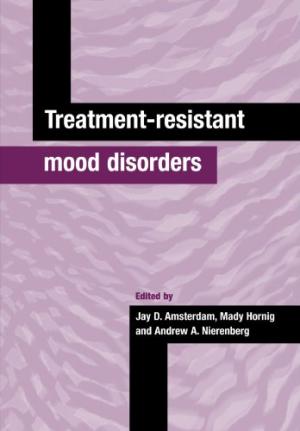 Treatment-resistant
mood disorders
Edited by
Jay D. Amsterdam, Mady Hornig
and Andrew A. Nierenberg